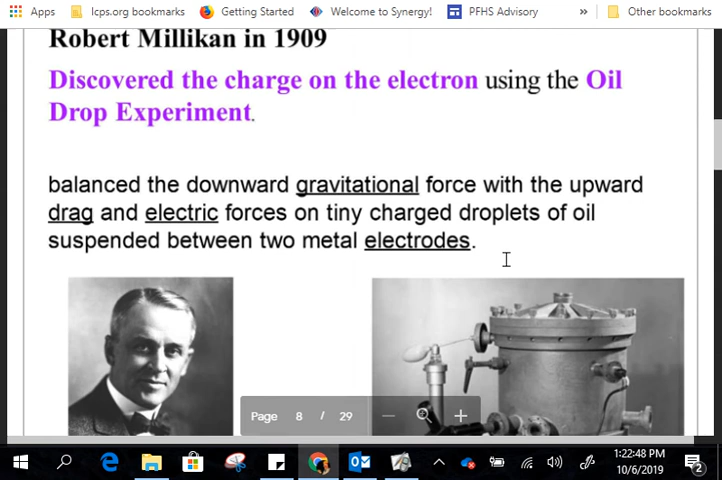 Apps lcps.org bookmarks Getting Started Welcome to Synergy! PFHS Advisory » Other bookmarks
Robert Millikan in 1909
Discovered the charge on the electron using the Oil
Drop Experiment.
balanced the downward gravitational force with the upward
drag and electric forces on tiny charged droplets of oil
suspended between two metal electrodes.
Page 8 / 29
1:22:48 PM
10/6/2019
2